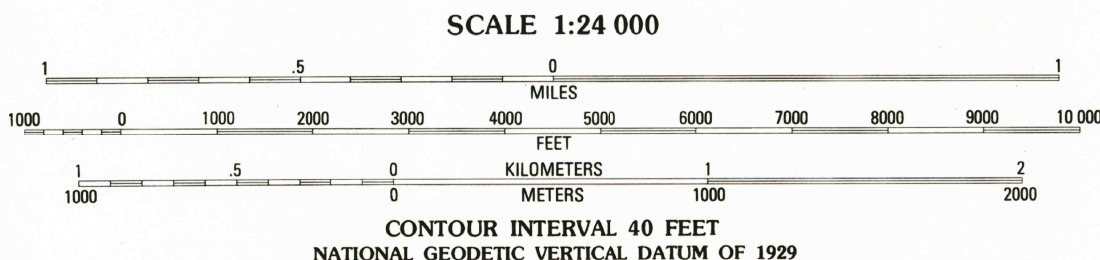 SCALE 1:24 000
1 .5 0 1
MILES
1000 0 1000 2000 3000 4000 5000 6000 7000 8000 9000 10 000
FEET
1 .5 0 KILOMETERS 1 2
1000 0 METERS 1000 2000
CONTOUR INTERVAL 40 FEET
NATIONAL GEODETIC VERTICAL DATUM OF 1929